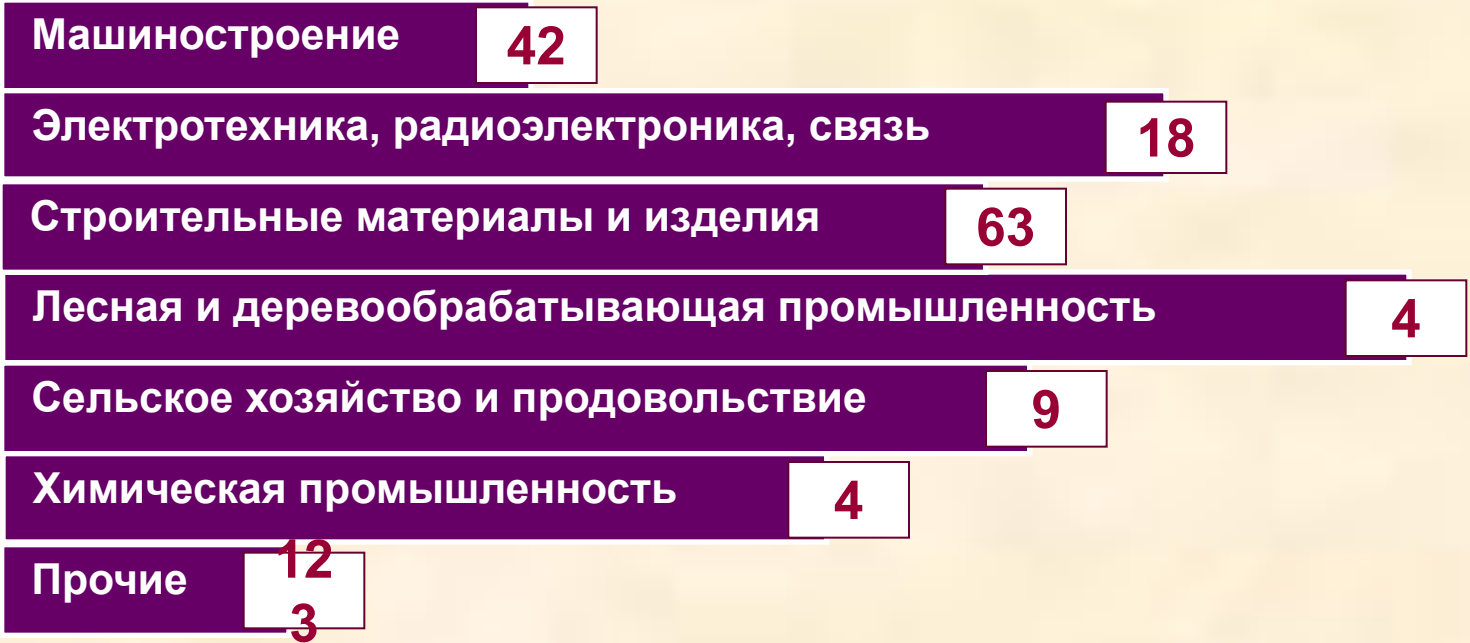 Машиностроение 42
Электротехника, радиоэлектроника, связь 18
Строительные материалы и изделия 63
Лесная и деревообрабатывающая промышленность 4
Сельское хозяйство и продовольствие 9
Химическая промышленность 4
Прочие 12
3